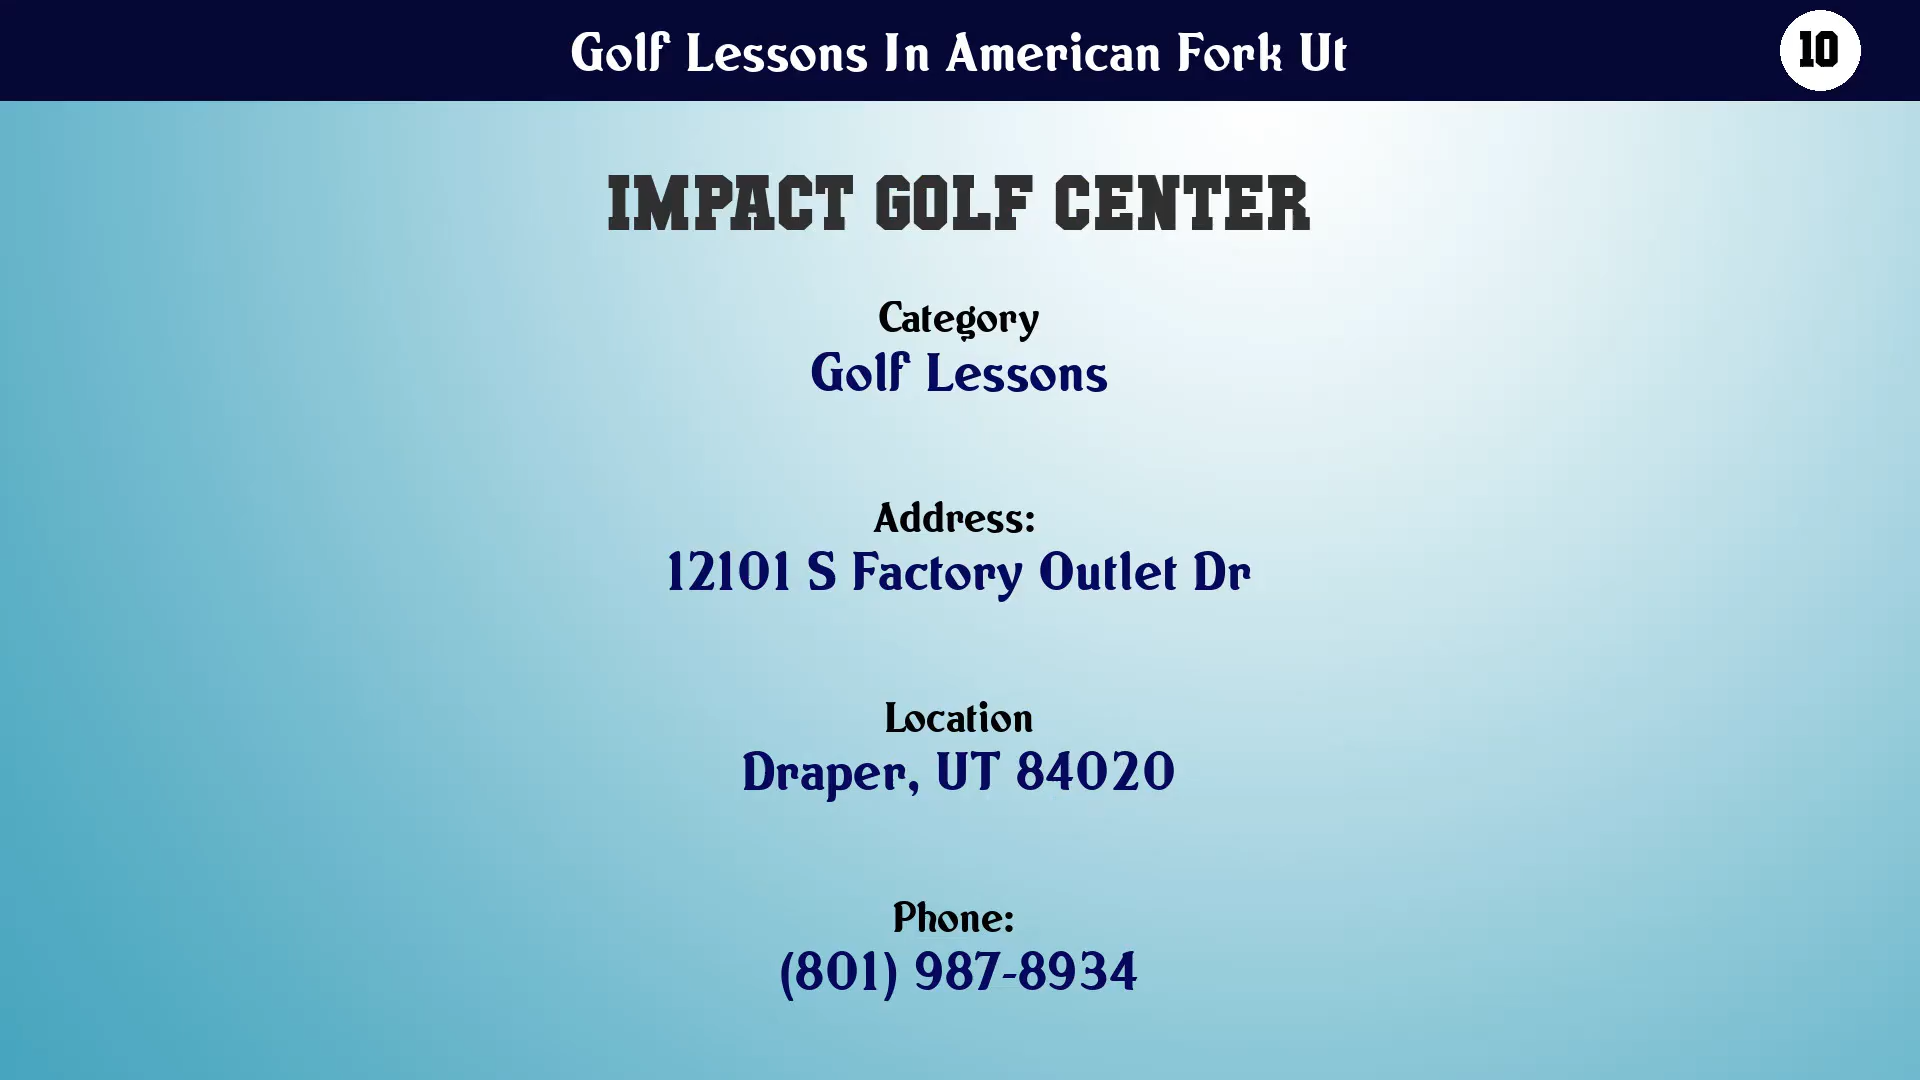 Golf Lessons In American Fork Ut
10
IMPACT GOLF CENTER
Category
Golf Lessons
Address:
12101 S Factory Outlet Dr
Location
Draper, UT 84020
Phone:
(801) 987-8934